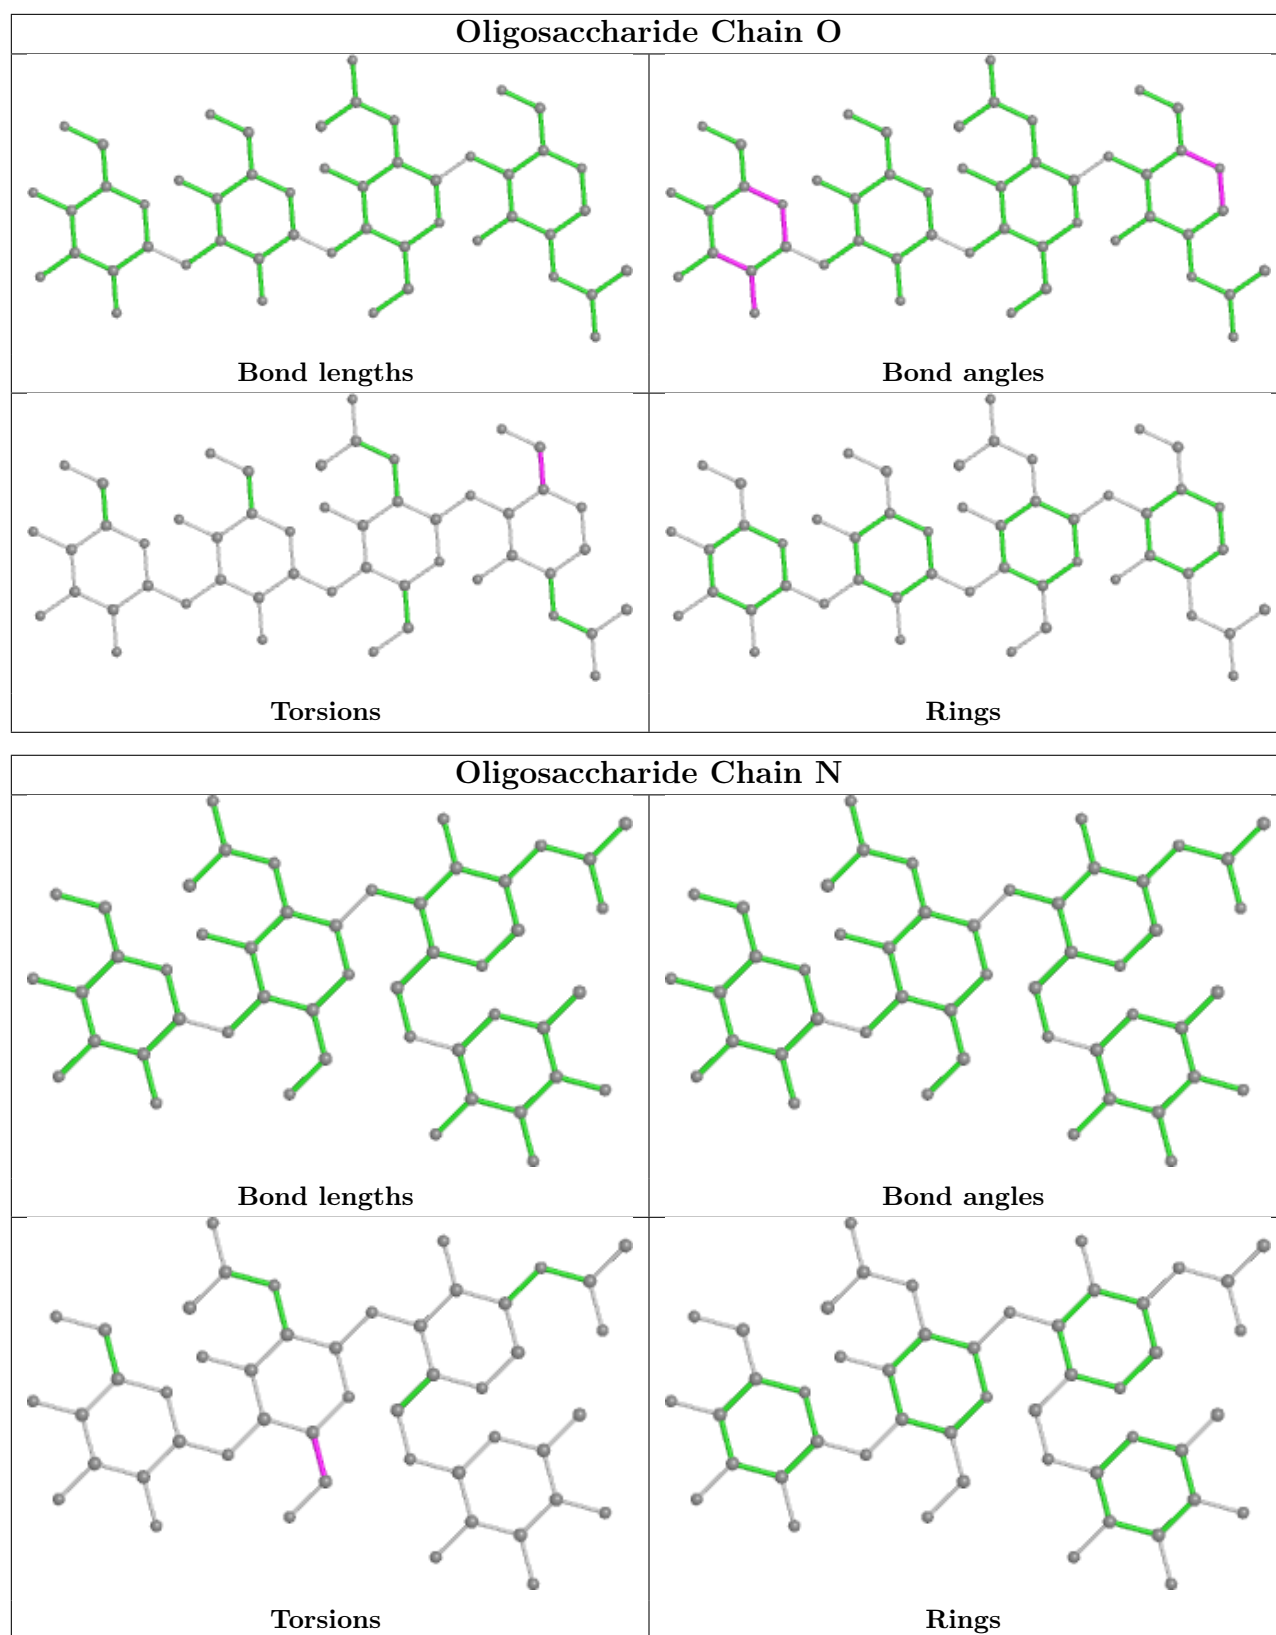 Oligosaccharide Chain O
Bond lengths
Bond angles
Torsions
Rings
Oligosaccharide Chain N
Bond lengths
Bond angles
Torsions
Rings